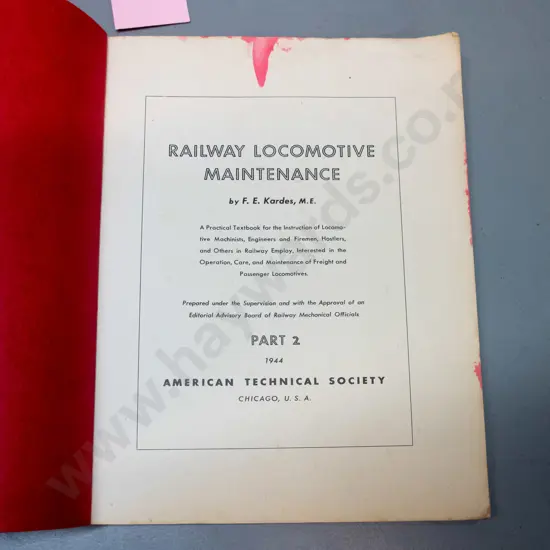 RAILWAY LOCOMOTIVE
MAINTENANCE
by F. E. Kardes, M.E.
A Practical Textbook for the Instruction of Locomo-
tive Machinists, Engineers and Firemen, Hostlers,
and Others in Railway Employ, Interested in the
Operation, Care, and Maintenance of Freight and
Passenger Locomotives.
Prepared under the Supervision and with the Approval of an
Editorial Advisory Board of Railway Mechanical Officials
PART 2
1944
AMERICAN TECHNICAL SOCIETY
CHICAGO, U. S. A.